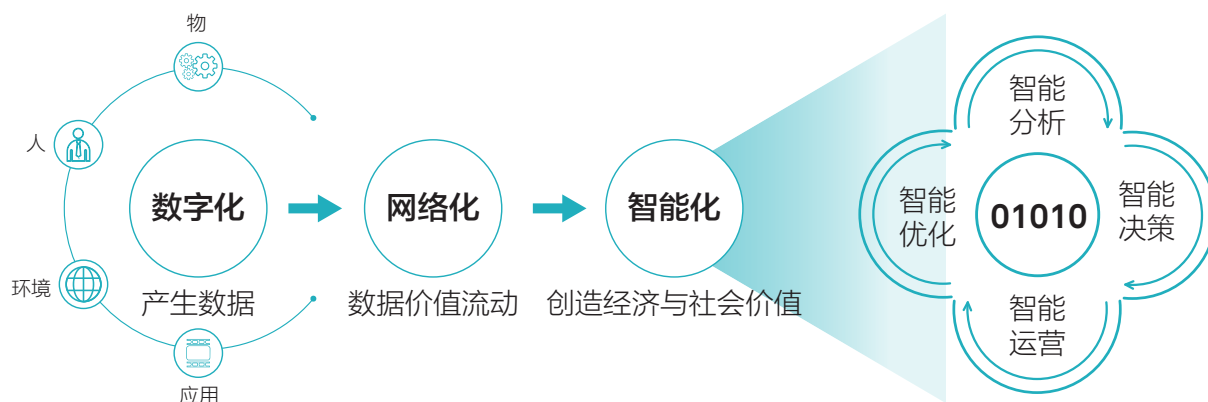 物
人
环境
应用
数字化
产生数据
网络化
数据价值流动
智能化
创造经济与社会价值
智能
分析
智能
决策
智能
运营
智能
优化
01010